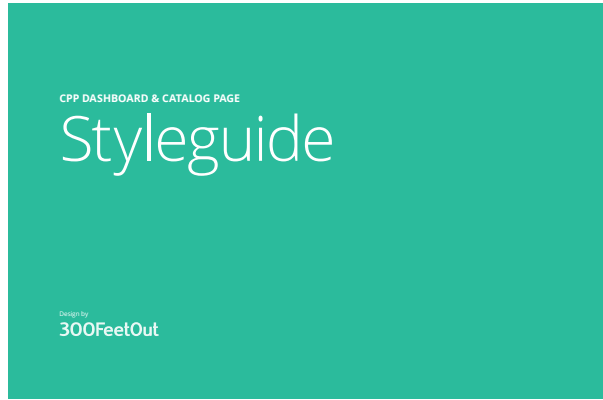 CPP DASHBOARD & CATALOG PAGE
Styleguide
Design by
300FeetOut